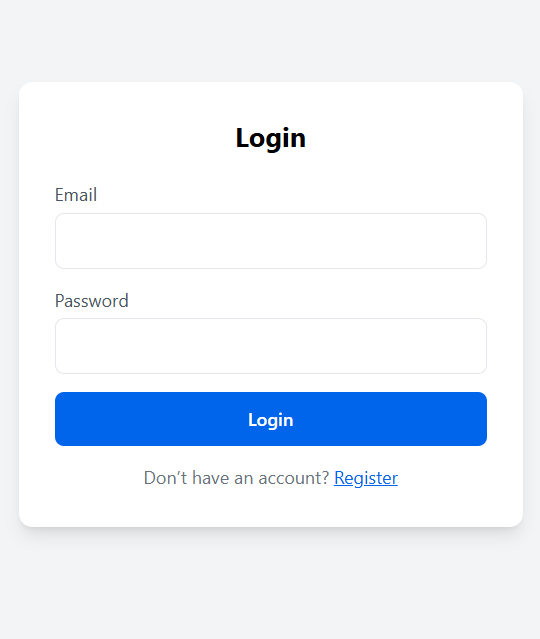 Login
Email
Password
Login
Don’t have an account? Register